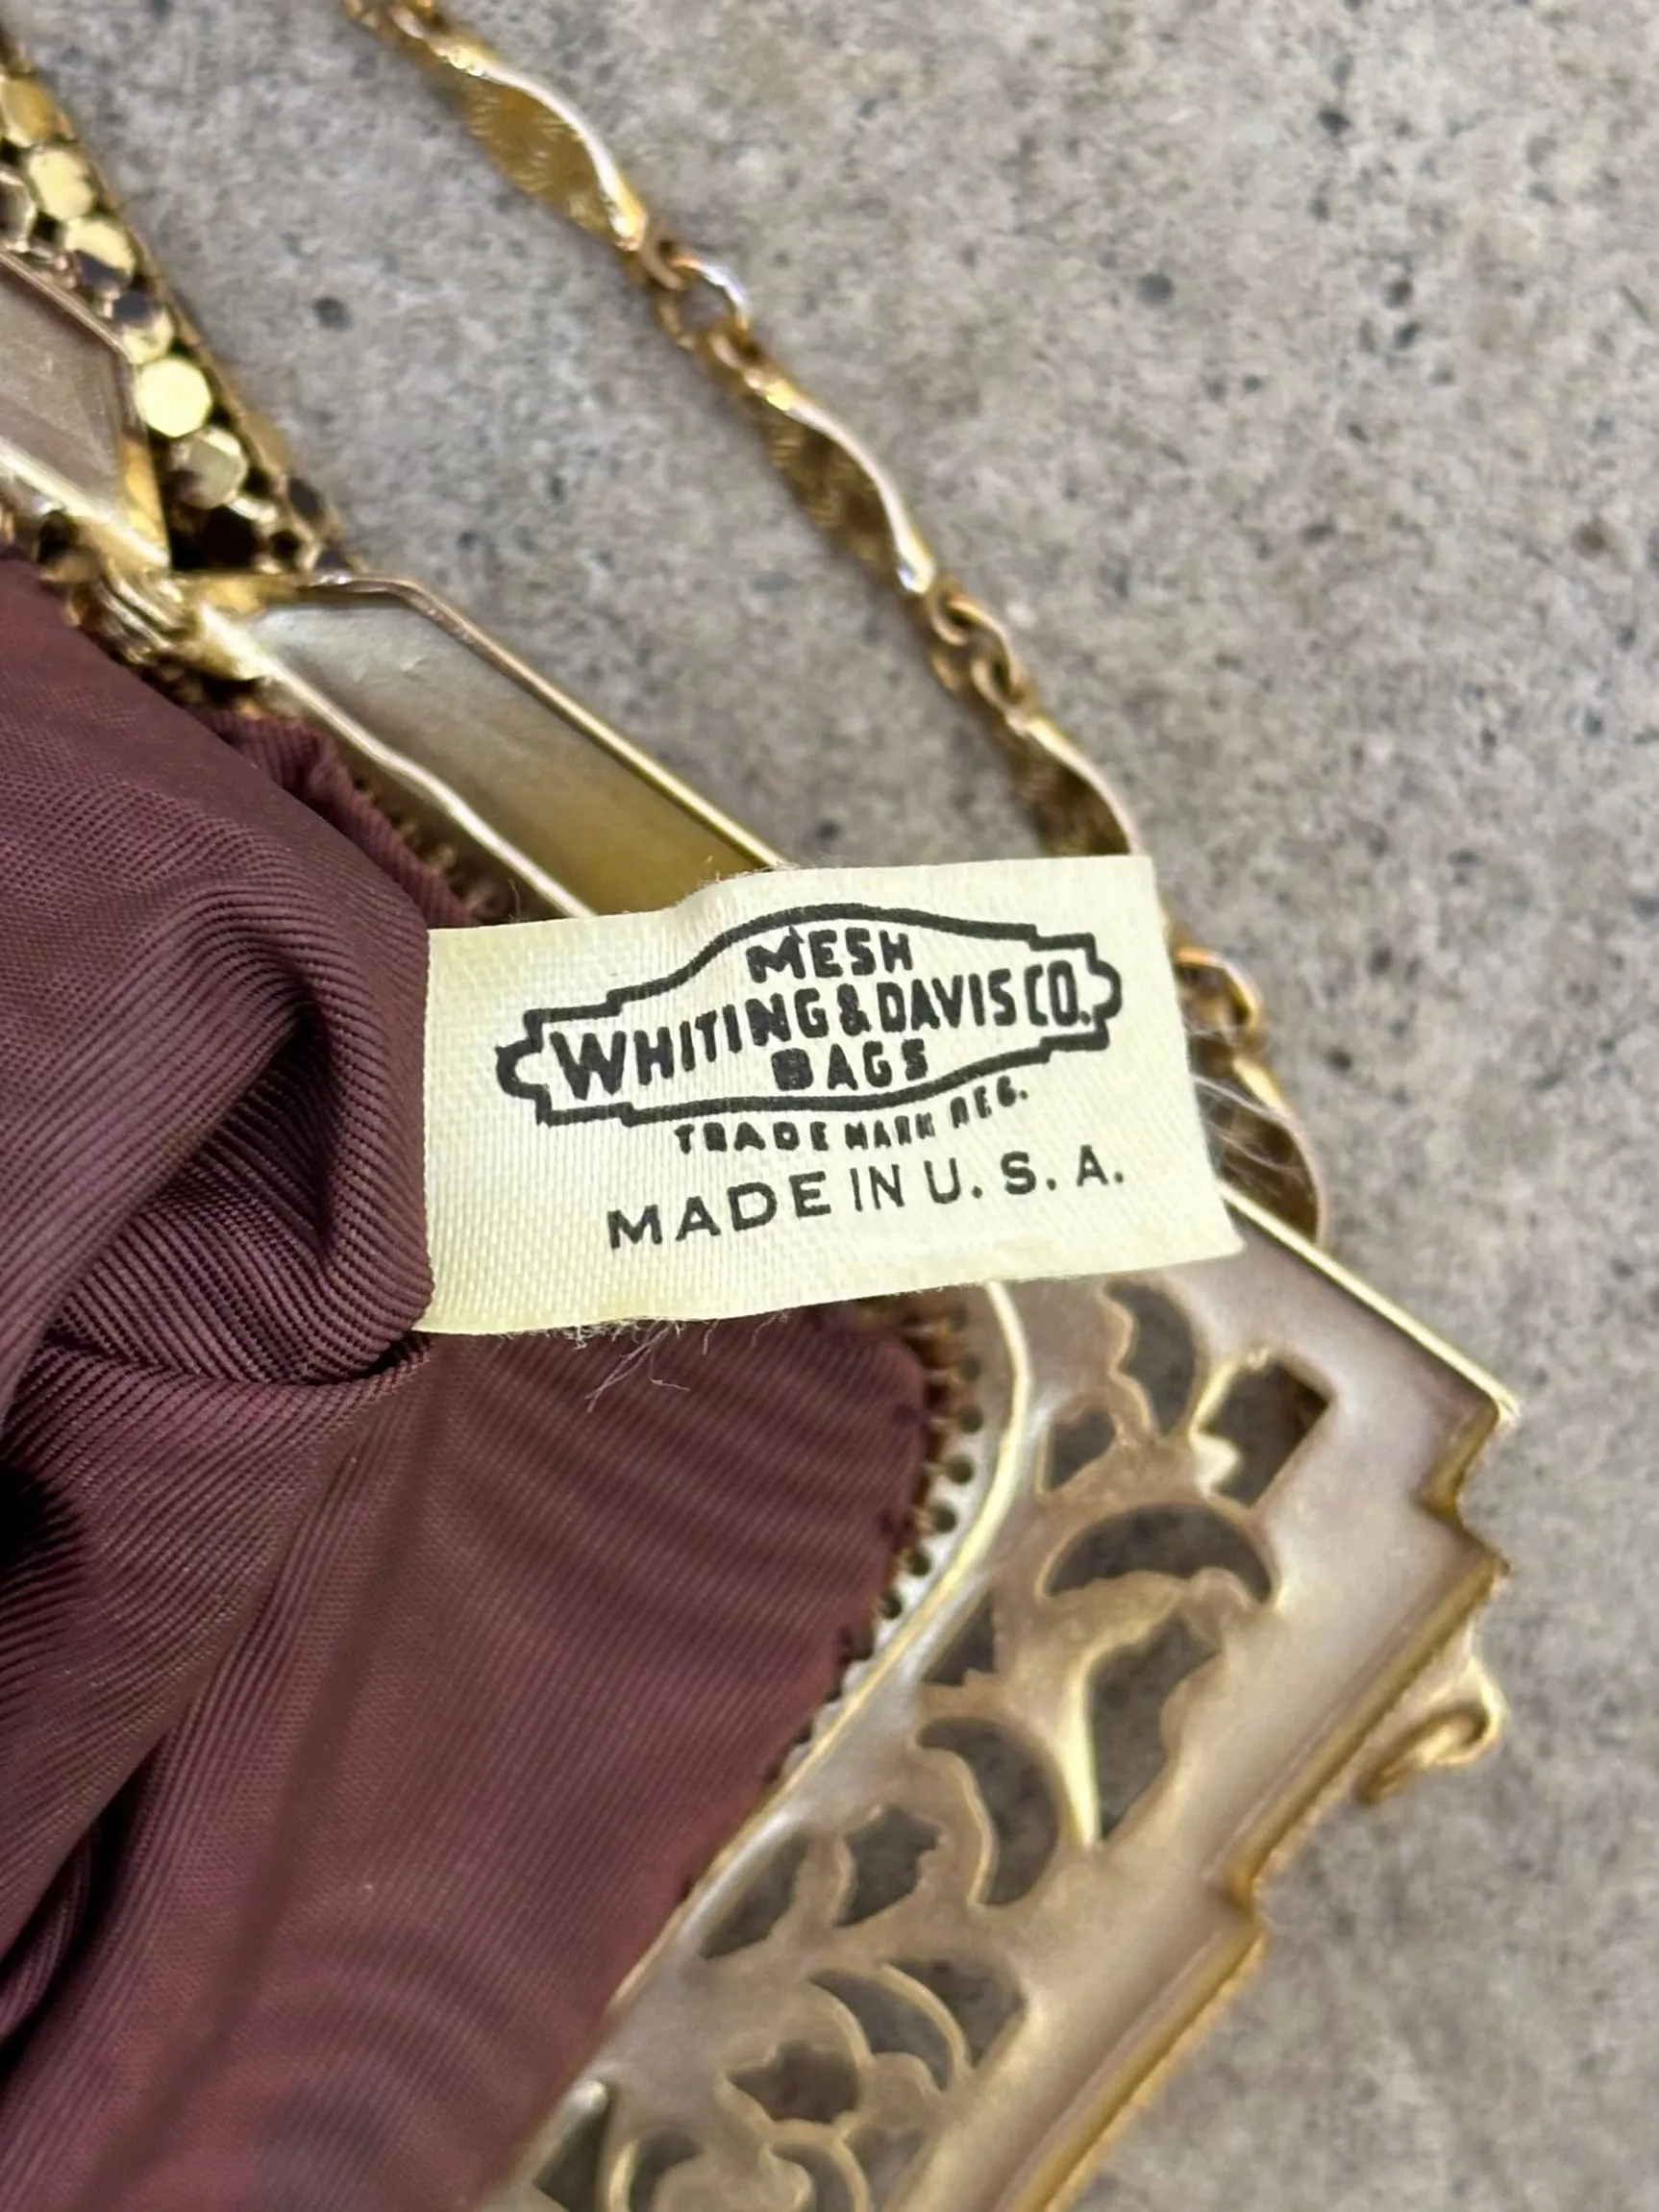 MESH
WHITING & DAVIS CO.
BAGS
TRADE MARK REG.
MADE IN U. S. A.